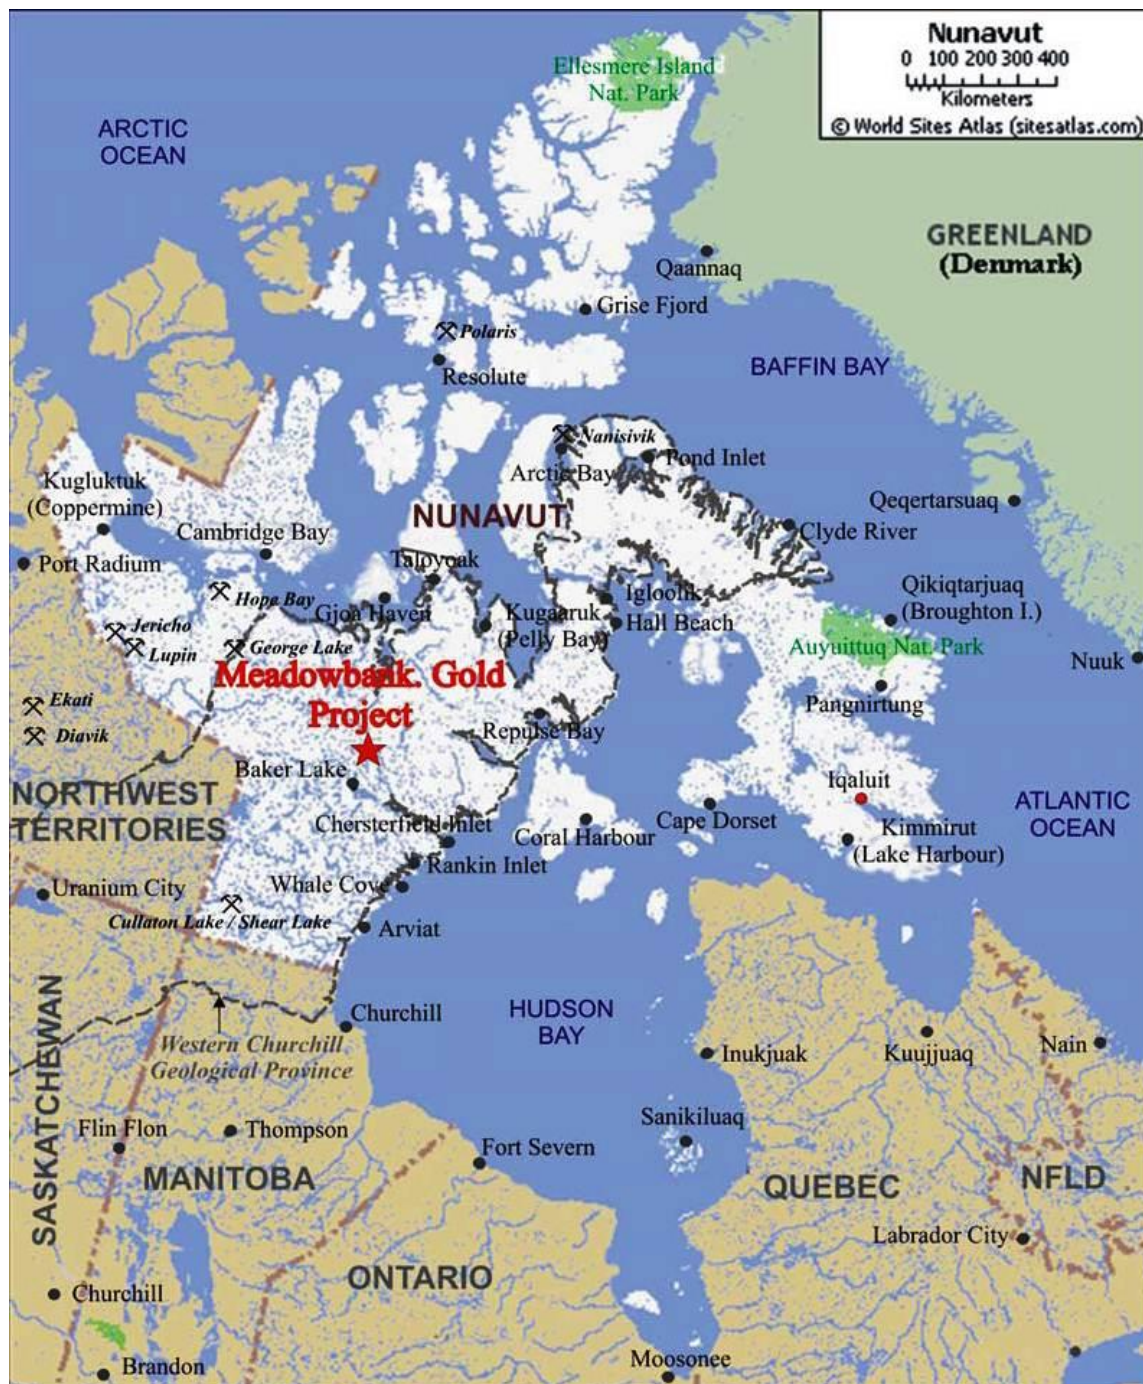 Nunavut
0 100 200 300 400
Kilometers
© World Sites Atlas (sitesatlas.com)
Ellesmere Island
Nat. Park
ARCTIC
OCEAN
GREENLAND
(Denmark)
Qaannaq
Grise Fjord
Polaris
Resolute
BAFFIN BAY
Nanisivik
Arctic Bay
Pond Inlet
Kugluktuk
(Coppermine)
Qeqertarsuaq
NUNAVUT
Cambridge Bay
Clyde River
Port Radium
Taloyoak
Hope Bay
Gjoa Haven
Igloolik
Kugaaruk
(Pelly Bay)
Hall Beach
Qikiqtarjuaq
(Broughton I.)
Jericho
Lupin
George Lake
Auyuittuq Nat. Park
Nuuk
Meadowbank. Gold
Project
Ekati
Diavik
Pangnirtung
Repulse Bay
Baker Lake
Iqaluit
NORTHWEST
TERRITORIES
ATLANTIC
OCEAN
Chersterfield Inlet
Coral Harbour
Cape Dorset
Kimmirut
(Lake Harbour)
Rankin Inlet
Uranium City
Whale Cove
Cullaton Lake / Shear Lake
Arviat
HUDSON
BAY
Churchill
Western Churchill
Geological Province
SASKATCHEWAN
Inukjuak
Kuujjuaq
Nain
Sanikiluaq
Flin Flon
Thompson
Fort Severn
MANITOBA
QUEBEC
NFLD
Labrador City
ONTARIO
Churchill
Brandon
Moosonee